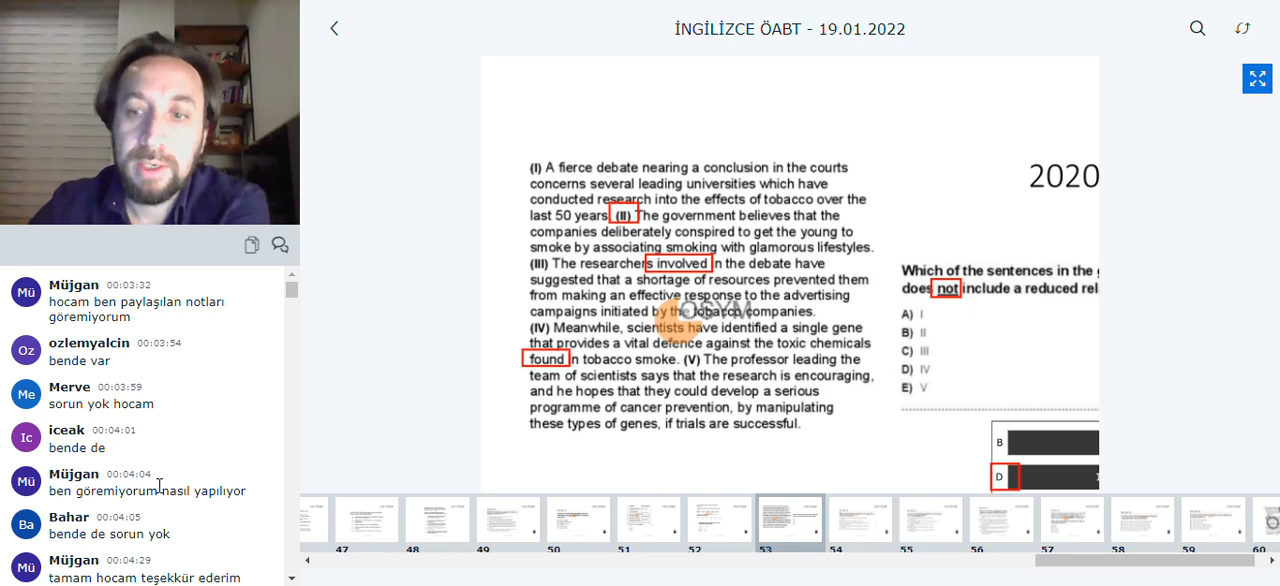 İNGİLİZCE ÖABT - 19.01.2022
Müjgan 00:03:32
hocam ben paylaşılan notları
göremiyorum
ozlemyalcin 00:03:54
bende var
Merve 00:03:59
sorun yok hocam
iceak 00:04:01
bende de
Müjgan 00:04:04
ben göremiyorum nasıl yapılıyor
Bahar 00:04:05
bende de sorun yok
Müjgan 00:04:29
tamam hocam teşekkür ederim
Mü
Oz
Me
Ic
Mü
Ba
Mü
(I) A fierce debate nearing a conclusion in the courts
concerns several leading universities which have
conducted research into the effects of tobacco over the
last 50 years. (II) The government believes that the
companies deliberately conspired to get the young to
smoke by associating smoking with glamorous lifestyles.
(III) The researchers involved in the debate have
suggested that a shortage of resources prevented them
from making an effective response to the advertising
campaigns initiated by the tobacco companies.
(IV) Meanwhile, scientists have identified a single gene
that provides a vital defence against the toxic chemicals
found in tobacco smoke. (V) The professor leading the
team of scientists says that the research is encouraging,
and he hopes that they could develop a serious
programme of cancer prevention, by manipulating
these types of genes, if trials are successful.
ÖSYM
2020
Which of the sentences in the
does not include a reduced rel
A) I
B) II
C) III
D) IV
E) V
B
D
47 48 49 50 51 52 53 54 55 56 57 58 59 60